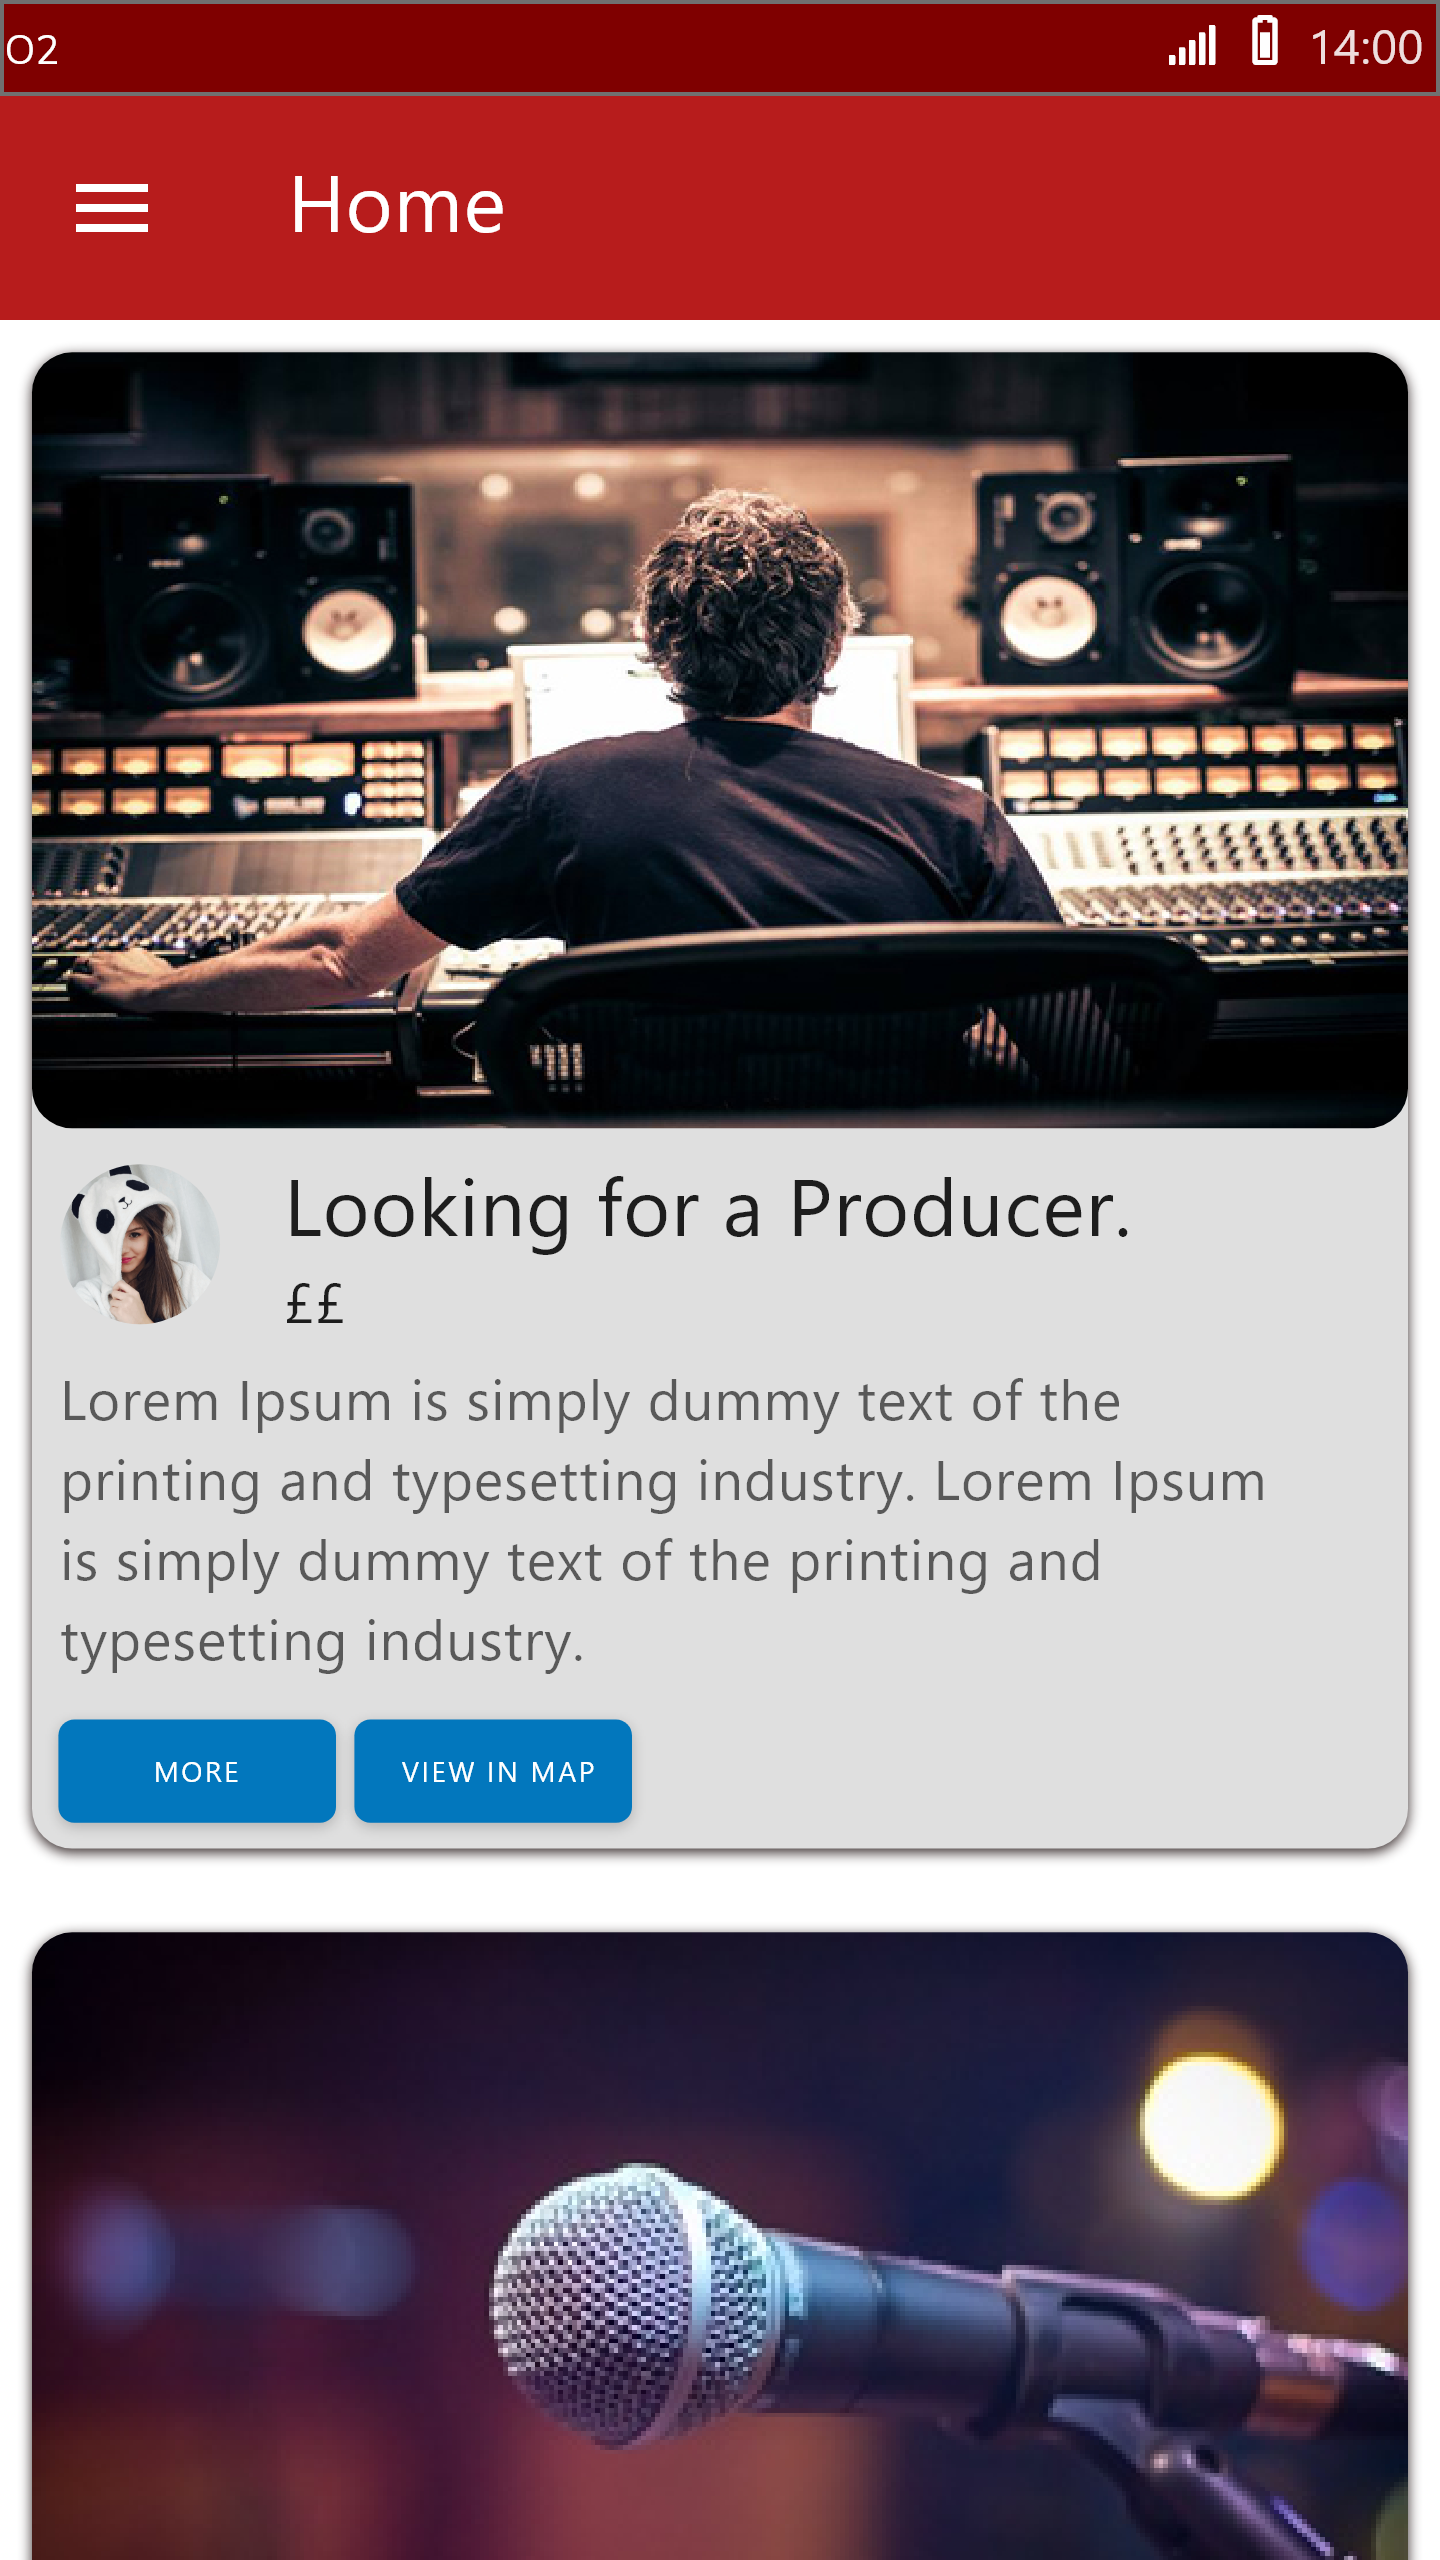 O2
14:00
Home
Looking for a Producer.
££
Lorem Ipsum is simply dummy text of the
printing and typesetting industry. Lorem Ipsum
is simply dummy text of the printing and
typesetting industry.
MORE
VIEW IN MAP